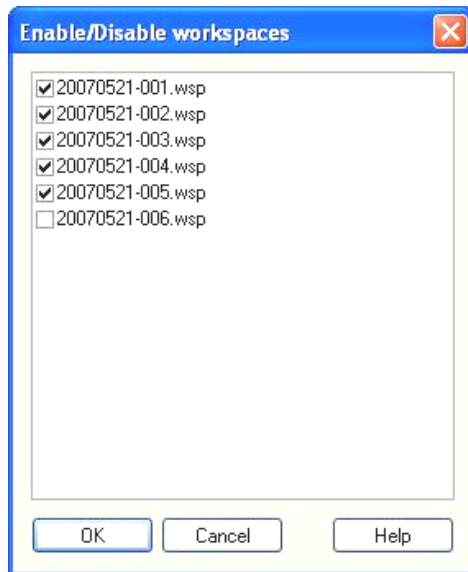 Enable/Disable workspaces
20070521-001.wsp
20070521-002.wsp
20070521-003.wsp
20070521-004.wsp
20070521-005.wsp
20070521-006.wsp
OK Cancel Help